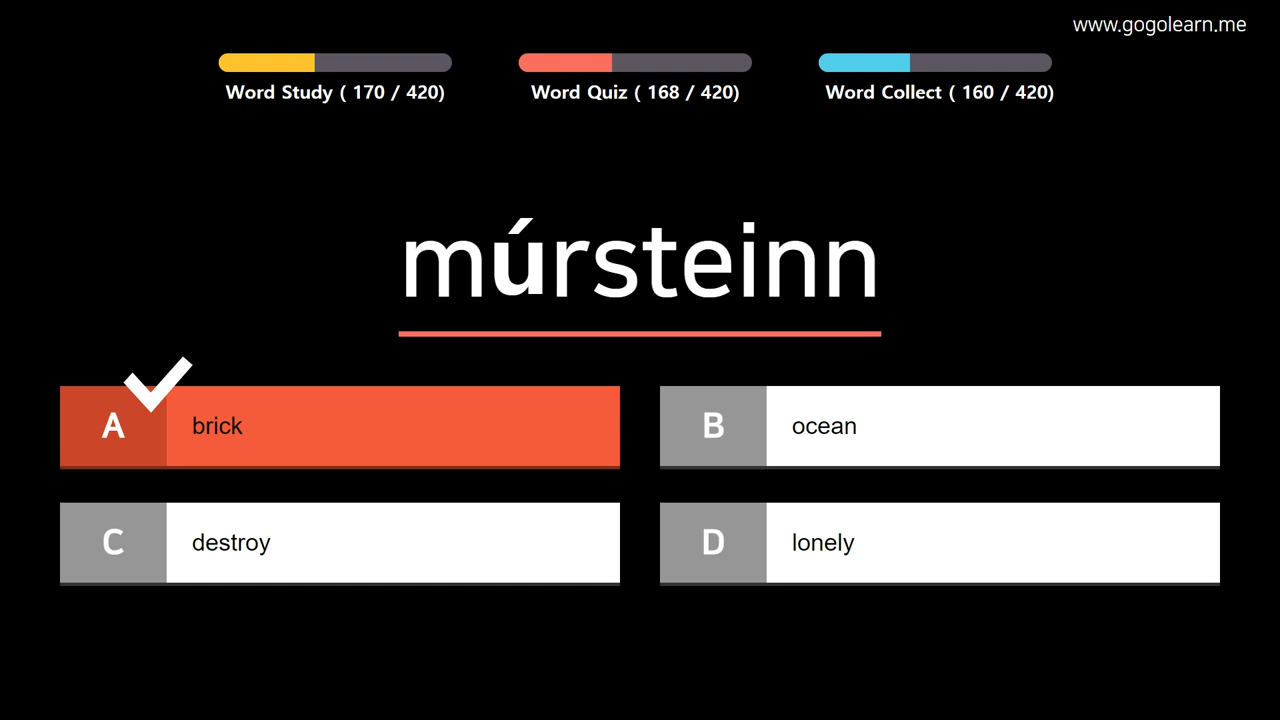 www.gogolearn.me
Word Study ( 170 / 420)
Word Quiz ( 168 / 420)
Word Collect ( 160 / 420)
múrsteinn
A brick
B ocean
C destroy
D lonely